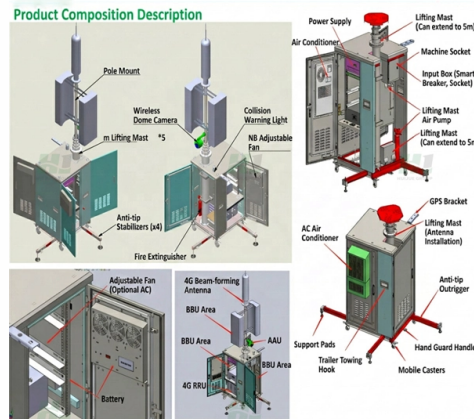 Product Composition Description
Pole Mount
Wireless
Dome Camera
*5
Collision
Warning Light
m Lifting Mast
NB Adjustable
Fan
Anti-tip
Stabilizers (x4)
Fire Extinguisher
Power Supply
Lifting Mast
(Can extend to 5m
Air Conditioner
Machine Socket
Input Box (Smart
Breaker, Socket)
Lifting Mast
Air Pump
Lifting Mast
(Can extend to 5m
GPS Bracket
AC Air
Conditioner
Lifting Mast
(Antenna
Installation)
Anti-tip
Outrigger
Support Pads
Trailer Towing
Hook
Hand Guard Handle
Mobile Casters
Adjustable Fan
(Optional AC)
Battery
4G Beam-forming
Antenna
BBU Area
BBU Area
AAU
BBU Area
4G RRU